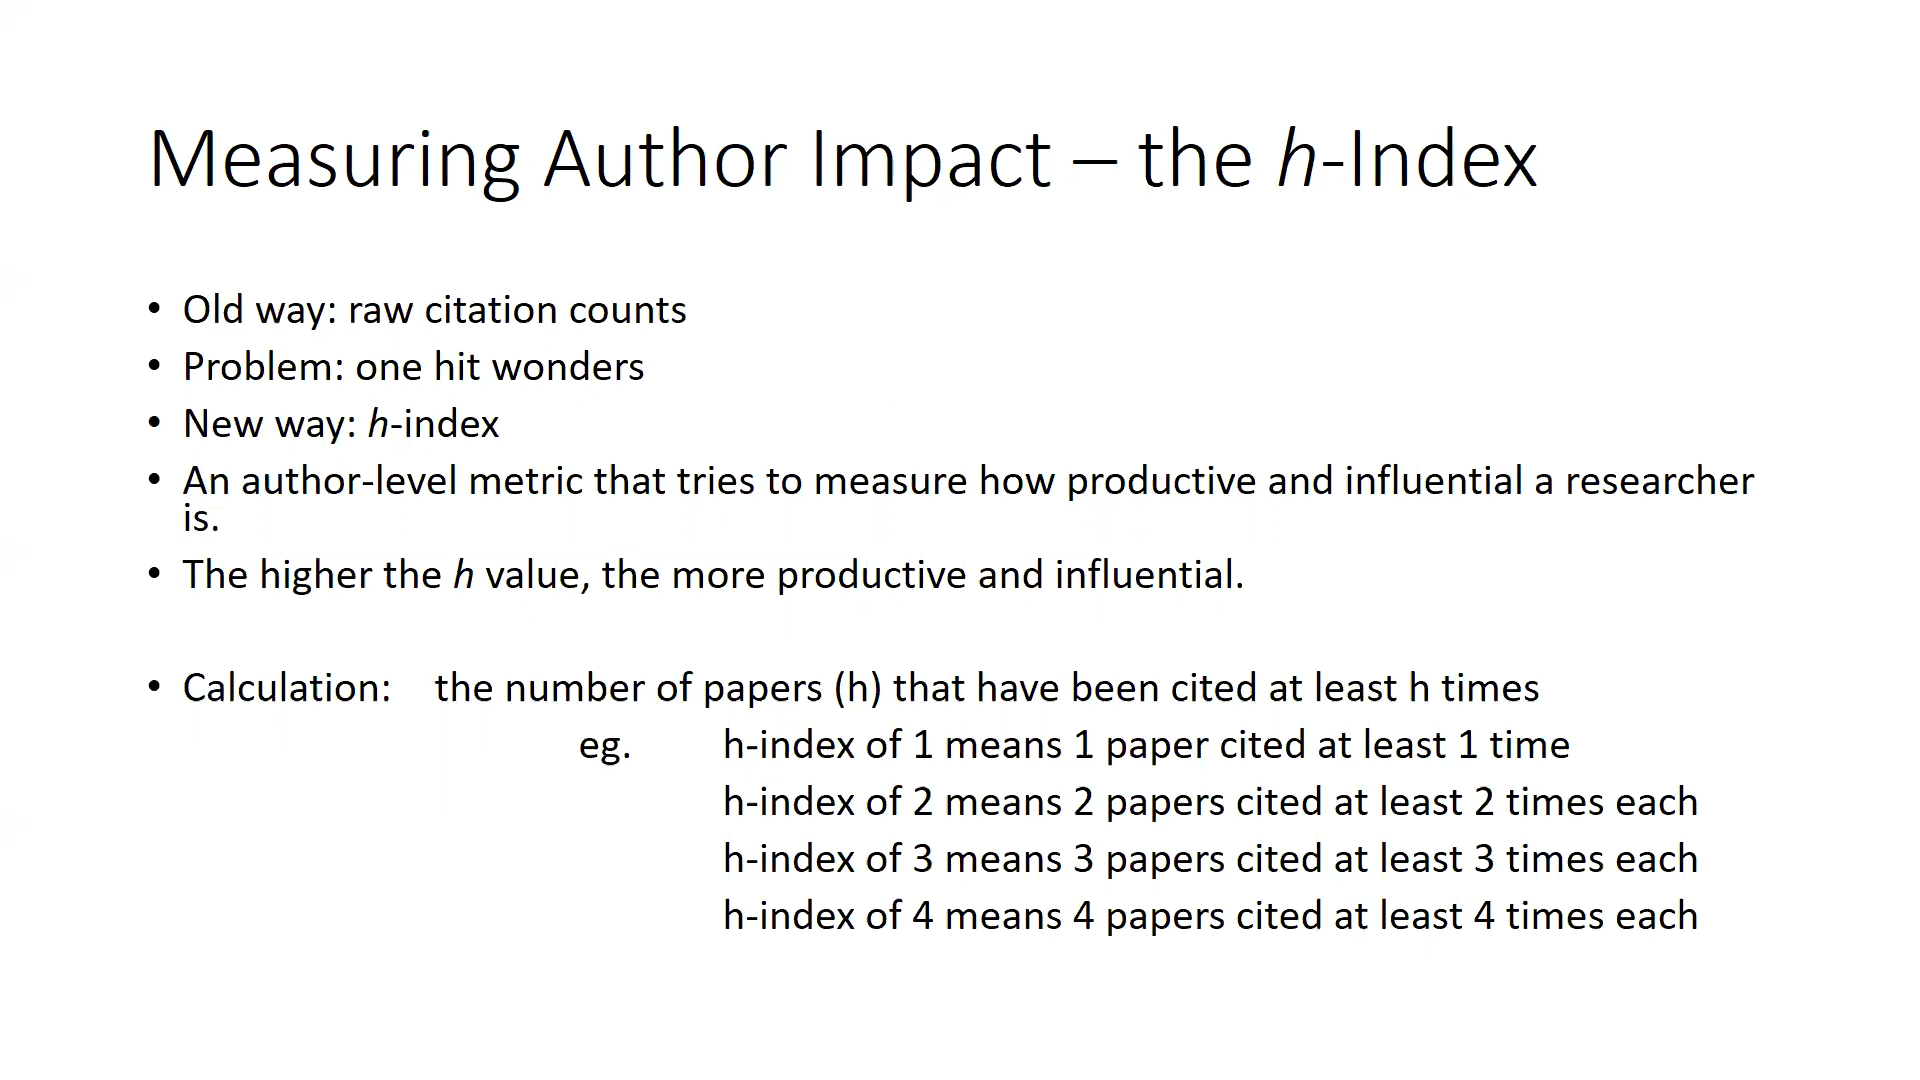 Measuring Author Impact – the h-Index
• Old way: raw citation counts
• Problem: one hit wonders
• New way: h-index
• An author-level metric that tries to measure how productive and influential a researcher
is.
• The higher the h value, the more productive and influential.
• Calculation: the number of papers (h) that have been cited at least h times
eg. h-index of 1 means 1 paper cited at least 1 time
h-index of 2 means 2 papers cited at least 2 times each
h-index of 3 means 3 papers cited at least 3 times each
h-index of 4 means 4 papers cited at least 4 times each